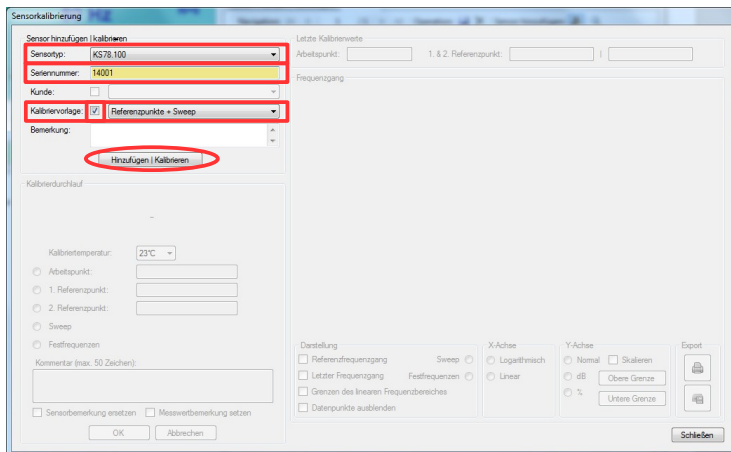 Sensorkalibrierung
Sensor hinzufügen | kalibrieren
Sensortyp: KS78.100
Seriennummer: 14001
Kunde:
Kalibriervorlage: Referenzpunkte + Sweep
Bemerkung:
Hinzufügen | Kalibrieren
Kalibrierdurchlauf
–
Kalibriertemperatur: 23°C
Arbeitspunkt:
1. Referenzpunkt:
2. Referenzpunkt:
Sweep
Festfrequenzen
Kommentar (max. 50 Zeichen):
Sensorbemerkung ersetzen Messwertbemerkung setzen
OK Abbrechen
Letzte Kalibrierwerte
Arbeitspunkt: 1. & 2. Referenzpunkt: |
Frequenzgang
Darstellung
Referenzfrequenzgang Sweep
Letzter Frequenzgang Festfrequenzen
Grenzen des linearen Frequenzbereiches
Datenpunkte ausblenden
X-Achse
Logarithmisch
Linear
Y-Achse
Normal Skalieren
dB Obere Grenze
% Untere Grenze
Export
Schließen